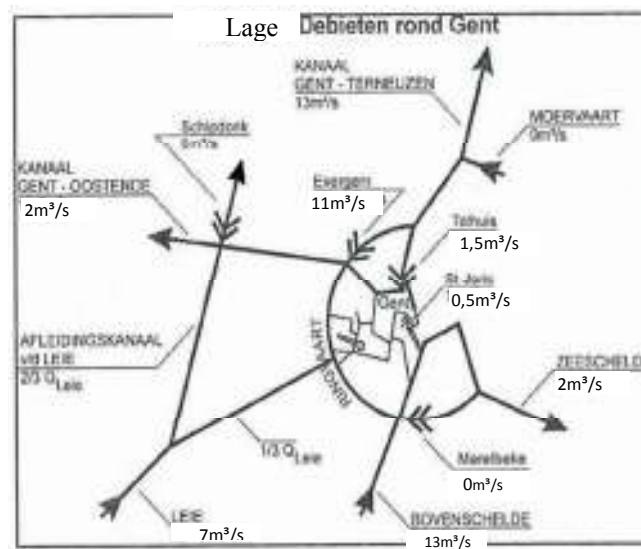 Lage Debieten rond Gent
KANAAL
GENT - TERNEUZEN
13m³/s
MOERVAART
0m³/s
Schipdonk
0m³/s
KANAAL
GENT - OOSTENDE
2m³/s
Evergem
11m³/s
Tolhuis
1,5m³/s
St Joris
0,5m³/s
Gent
RINGVAART
AFLEIDINGSKANAAL
v/d LEIE
2/3 Q Leie
ZEESCHELDE
2m³/s
1/3 Q Leie
Merelbeke
0m³/s
LEIE
7m³/s
BOVENSCHELDE
13m³/s